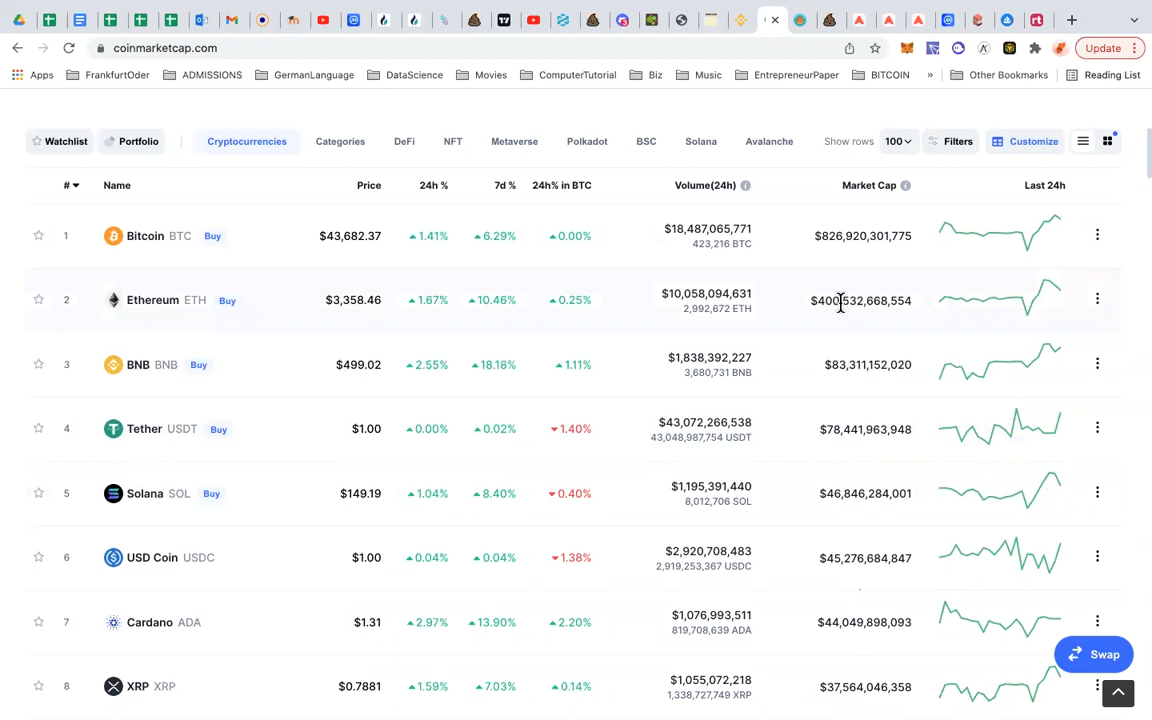 coinmarketcap.com
Update
Apps FrankfurtOder ADMISSIONS GermanLanguage DataScience Movies ComputerTutorial Biz Music EntrepreneurPaper BITCOIN » Other Bookmarks Reading List
Watchlist Portfolio Cryptocurrencies Categories DeFi NFT Metaverse Polkadot BSC Solana Avalanche Show rows 100 Filters Customize
# Name Price 24h % 7d % 24h% in BTC Volume(24h) Market Cap Last 24h
1 Bitcoin BTC Buy $43,682.37 1.41% 6.29% 0.00% $18,487,065,771 $826,920,301,775
423,216 BTC
2 Ethereum ETH Buy $3,358.46 1.67% 10.46% 0.25% $10,058,094,631 $400,532,668,554
2,992,672 ETH
3 BNB BNB Buy $499.02 2.55% 18.18% 1.11% $1,838,392,227 $83,311,152,020
3,680,731 BNB
4 Tether USDT Buy $1.00 0.00% 0.02% 1.40% $43,072,266,538 $78,441,963,948
43,048,987,754 USDT
5 Solana SOL Buy $149.19 1.04% 8.40% 0.40% $1,195,391,440 $46,846,284,001
8,012,706 SOL
6 USD Coin USDC $1.00 0.04% 0.04% 1.38% $2,920,708,483 $45,276,684,847
2,919,253,367 USDC
7 Cardano ADA $1.31 2.97% 13.90% 2.20% $1,076,993,511 $44,049,898,093
819,708,639 ADA
Swap
8 XRP XRP $0.7881 1.59% 7.03% 0.14% $1,055,072,218 $37,564,046,358
1,338,727,749 XRP